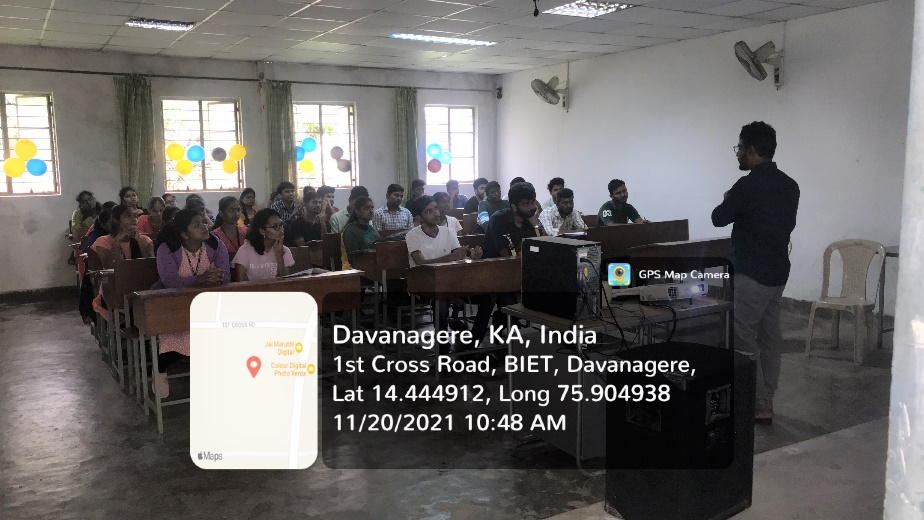 GPS Map Camera
1ST CROSS RD
Jai Maruthi
Digital
Colour Digital
Photo Xerox
Maps
Davanagere, KA, India
1st Cross Road, BIET, Davanagere,
Lat 14.444912, Long 75.904938
11/20/2021 10:48 AM